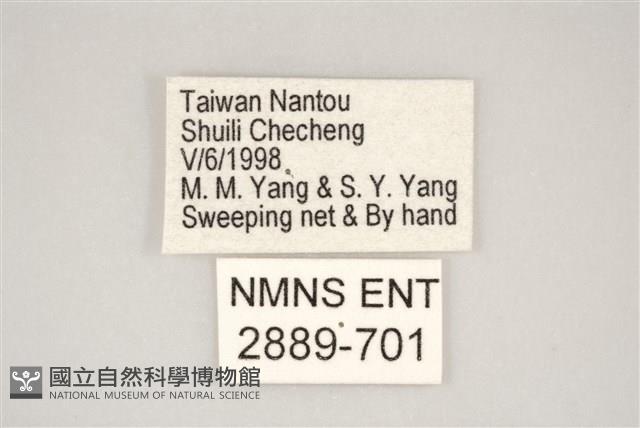 Taiwan Nantou
Shuili Checheng
V/6/1998
M. M. Yang & S. Y. Yang
Sweeping net & By hand
NMNS ENT
2889-701
國立自然科學博物館
NATIONAL MUSEUM OF NATURAL SCIENCE